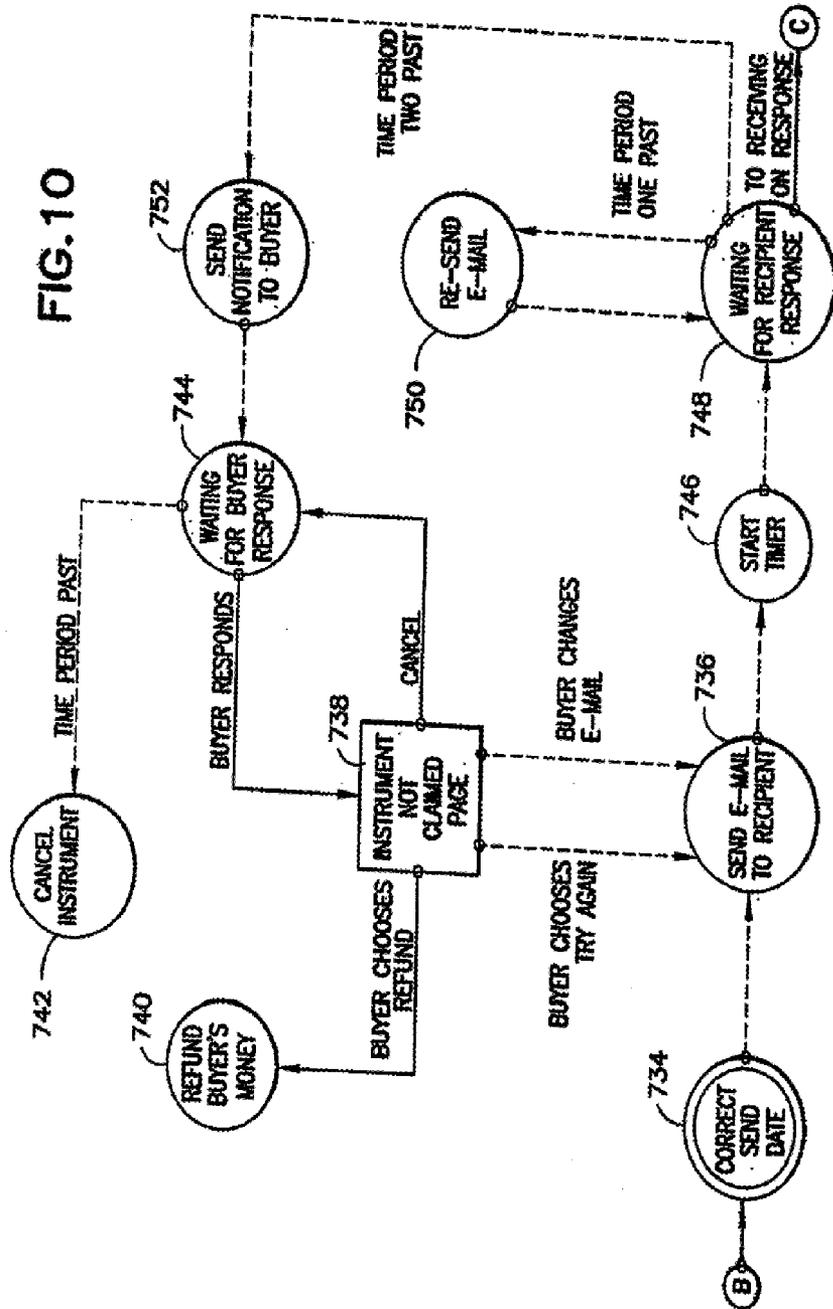 FIG.10
TIME PERIOD PAST
742
CANCEL
INSTRUMENT
744
WAITING
FOR BUYER
RESPONSE
752
SEND
NOTIFICATION
TO BUYER
TIME PERIOD
TWO PAST
740
REFUND
BUYER'S
MONEY
BUYER CHOOSES
REFUND
BUYER RESPONDS
738
INSTRUMENT
NOT
CLAIMED
PAGE
CANCEL
750
RE-SEND
E-MAIL
TIME PERIOD
ONE PAST
BUYER CHOOSES
TRY AGAIN
BUYER CHANGES
E-MAIL
B
734
CORRECT
SEND
DATE
736
SEND E-MAIL
TO RECIPIENT
746
START
TIMER
748
WAITING
FOR RECIPIENT
RESPONSE
TO RECEIVING
ON RESPONSE
C